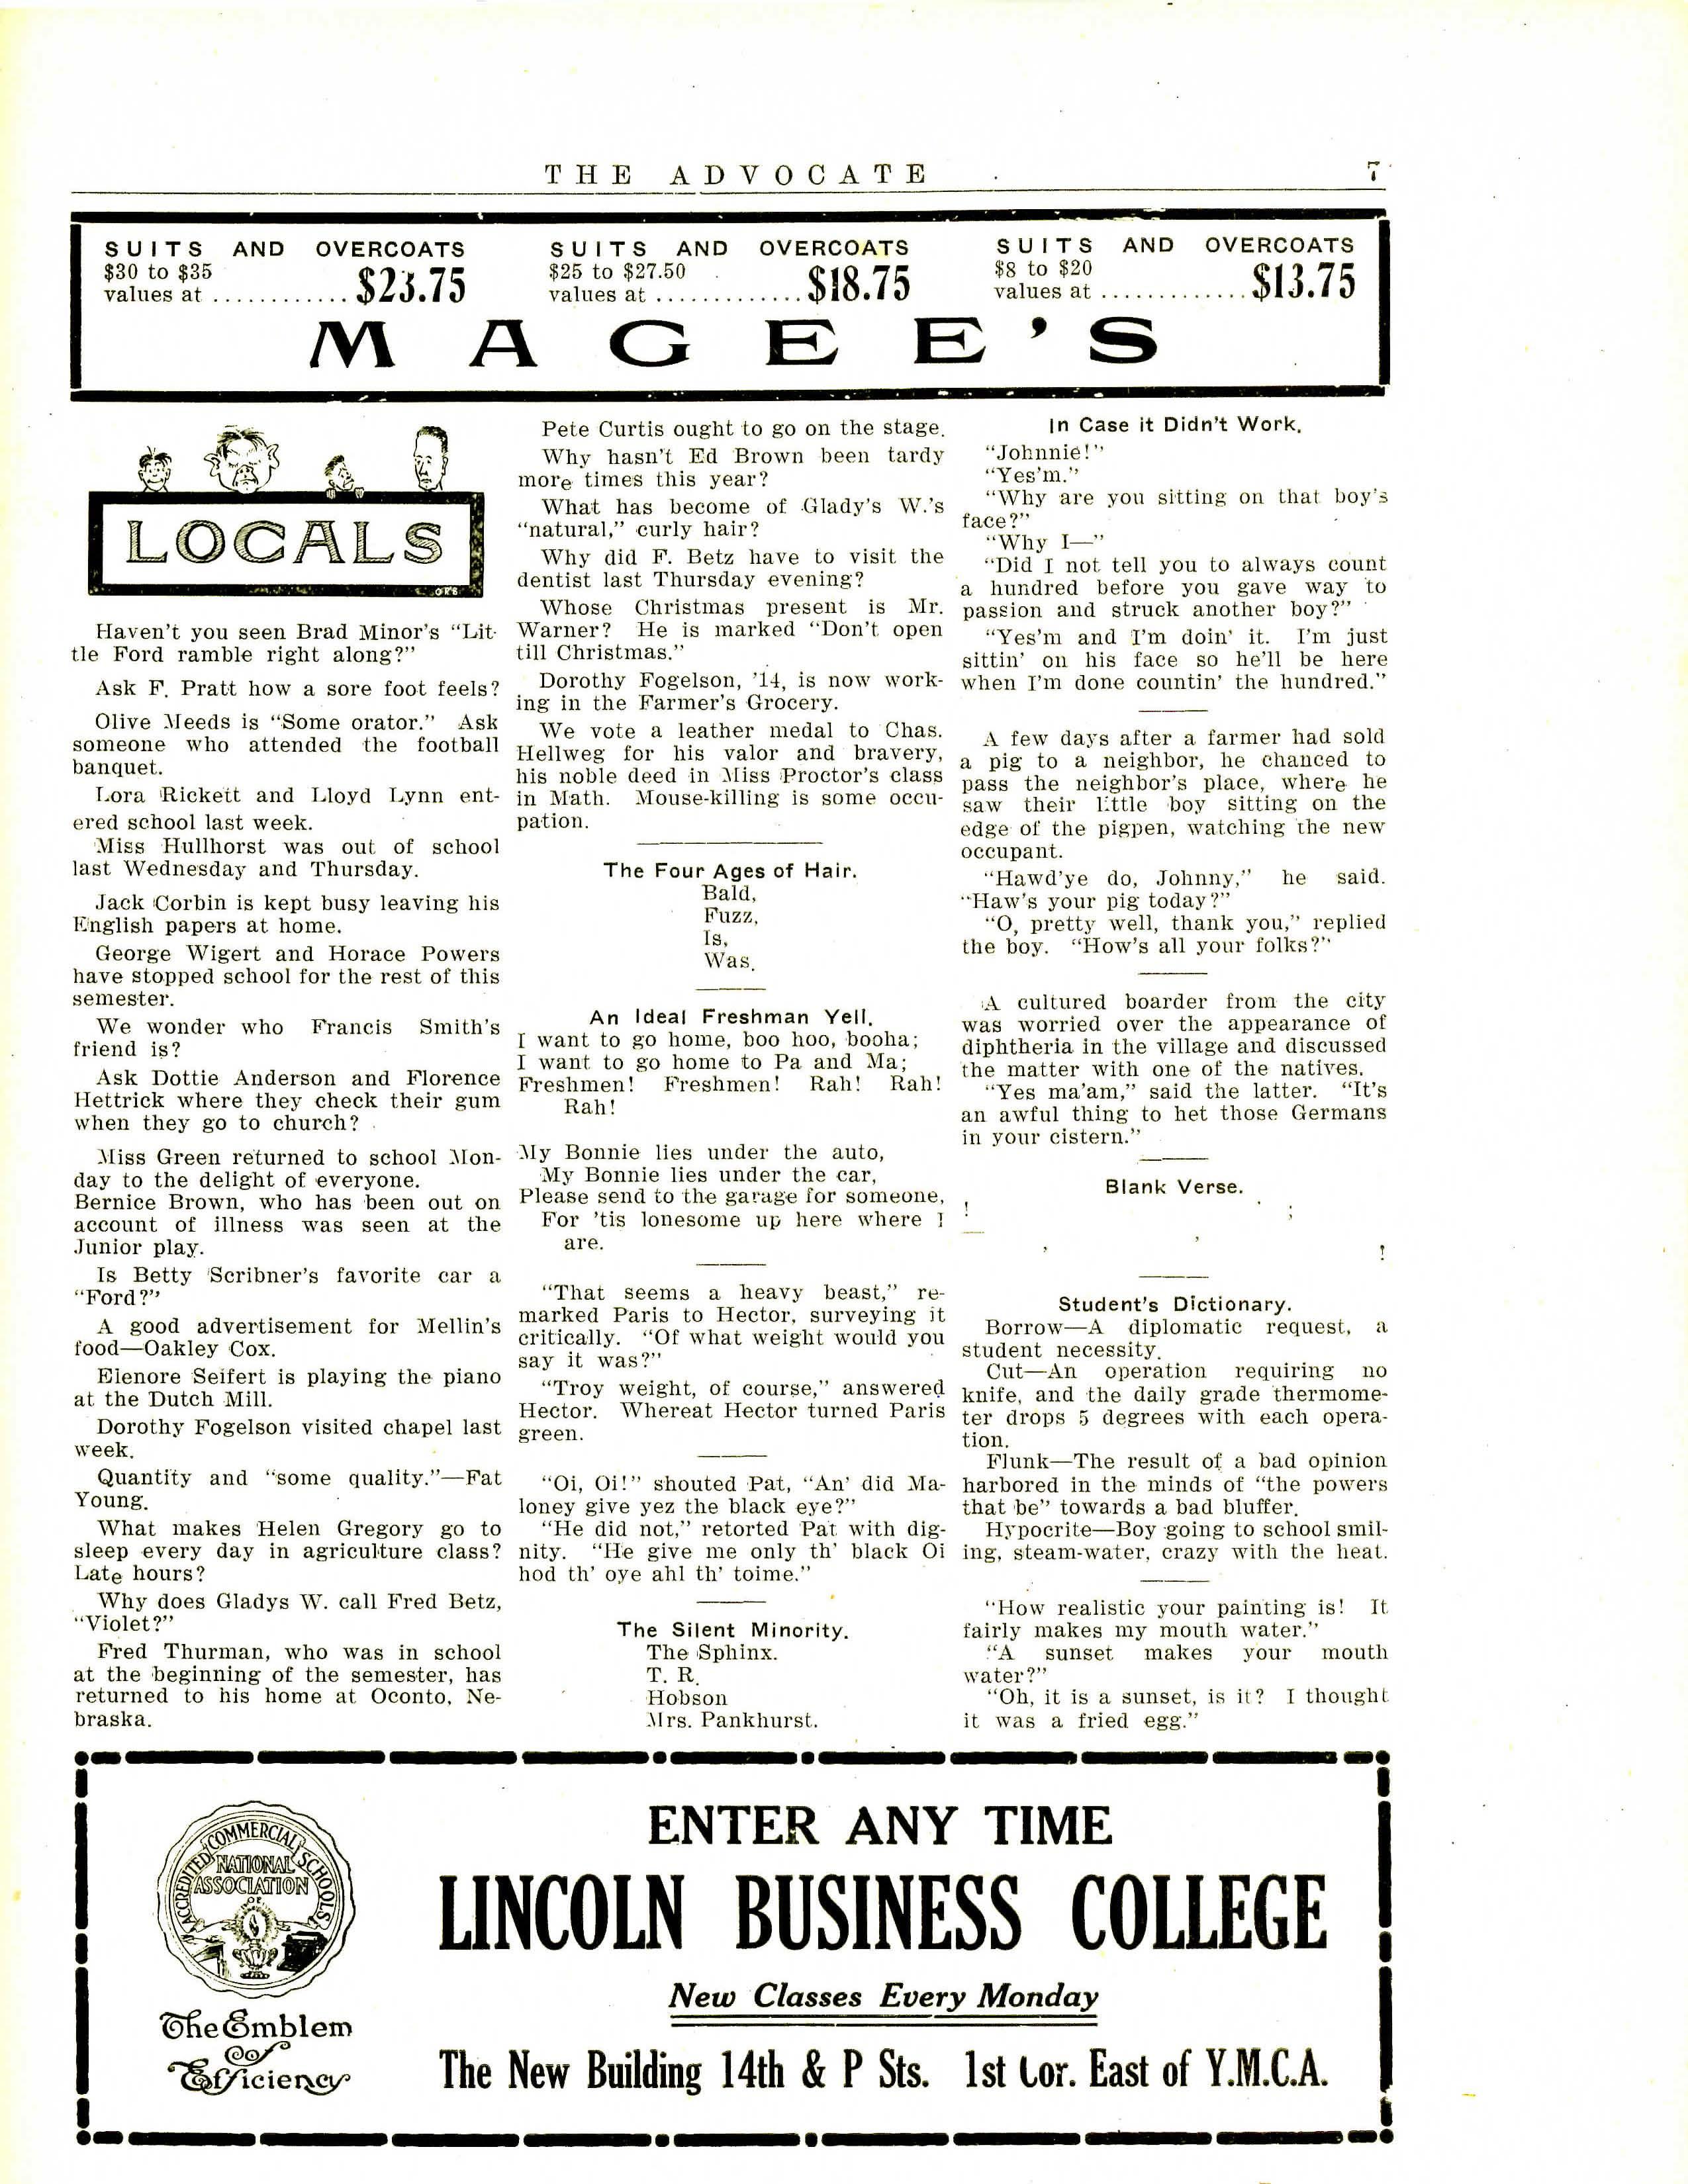 THE ADVOCATE 7
SUITS AND OVERCOATS
$30 to $35
values at ............ $23.75
SUITS AND OVERCOATS
$25 to $27.50
values at ............. $18.75
SUITS AND OVERCOATS
$8 to $20
values at ............. $13.75
MAGEE'S
LOCALS
ORB
Haven't you seen Brad Minor's "Lit-
tle Ford ramble right along?"
Ask F. Pratt how a sore foot feels?
Olive Meeds is "Some orator." Ask
someone who attended the football
banquet.
Lora Rickett and Lloyd Lynn ent-
ered school last week.
Miss Hullhorst was out of school
last Wednesday and Thursday.
Jack Corbin is kept busy leaving his
English papers at home.
George Wigert and Horace Powers
have stopped school for the rest of this
semester.
We wonder who Francis Smith's
friend is?
Ask Dottie Anderson and Florence
Hettrick where they check their gum
when they go to church?
Miss Green returned to school Mon-
day to the delight of everyone.
Bernice Brown, who has been out on
account of illness was seen at the
Junior play.
Is Betty Scribner's favorite car a
"Ford?"
A good advertisement for Mellin's
food—Oakley Cox.
Elenore Seifert is playing the piano
at the Dutch Mill.
Dorothy Fogelson visited chapel last
week.
Quantity and "some quality."—Fat
Young.
What makes Helen Gregory go to
sleep every day in agriculture class?
Late hours?
Why does Gladys W. call Fred Betz,
"Violet?"
Fred Thurman, who was in school
at the beginning of the semester, has
returned to his home at Oconto, Ne-
braska.
Pete Curtis ought to go on the stage.
Why hasn't Ed Brown been tardy
more times this year?
What has become of Glady's W.'s
"natural," curly hair?
Why did F. Betz have to visit the
dentist last Thursday evening?
Whose Christmas present is Mr.
Warner? He is marked "Don't open
till Christmas."
Dorothy Fogelson, '14, is now work-
ing in the Farmer's Grocery.
We vote a leather medal to Chas.
Hellweg for his valor and bravery,
his noble deed in Miss Proctor's class
in Math. Mouse-killing is some occu-
pation.
The Four Ages of Hair.
Bald,
Fuzz,
Is,
Was.
An Ideal Freshman Yell.
I want to go home, boo hoo, booha;
I want to go home to Pa and Ma;
Freshmen! Freshmen! Rah! Rah!
Rah!
My Bonnie lies under the auto,
My Bonnie lies under the car,
Please send to the garage for someone,
For 'tis lonesome up here where I
are.
"That seems a heavy beast," re-
marked Paris to Hector, surveying it
critically. "Of what weight would you
say it was?"
"Troy weight, of course," answered
Hector. Whereat Hector turned Paris
green.
"Oi, Oi!" shouted Pat, "An' did Ma-
loney give yez the black eye?"
"He did not," retorted Pat with dig-
nity. "He give me only th' black Oi
hod th' oye ahl th' toime."
The Silent Minority.
The Sphinx.
T. R.
Hobson
Mrs. Pankhurst.
In Case it Didn't Work.
"Johnnie!"
"Yes'm."
"Why are you sitting on that boy's
face?"
"Why I—"
"Did I not tell you to always count
a hundred before you gave way to
passion and struck another boy?"
"Yes'm and I'm doin' it. I'm just
sittin' on his face so he'll be here
when I'm done countin' the hundred."
A few days after a farmer had sold
a pig to a neighbor, he chanced to
pass the neighbor's place, where he
saw their little boy sitting on the
edge of the pigpen, watching the new
occupant.
"Hawd'ye do, Johnny," he said.
"Haw's your pig today?"
"O, pretty well, thank you," replied
the boy. "How's all your folks?"
A cultured boarder from the city
was worried over the appearance of
diphtheria in the village and discussed
the matter with one of the natives.
"Yes ma'am," said the latter. "It's
an awful thing to het those Germans
in your cistern."
Blank Verse.
! ;
—
, , !
Student's Dictionary.
Borrow—A diplomatic request, a
student necessity.
Cut—An operation requiring no
knife, and the daily grade thermome-
ter drops 5 degrees with each opera-
tion.
Flunk—The result of a bad opinion
harbored in the minds of "the powers
that be" towards a bad bluffer.
Hypocrite—Boy going to school smil-
ing, steam-water, crazy with the heat.
"How realistic your painting is! It
fairly makes my mouth water."
"A sunset makes your mouth
water?"
"Oh, it is a sunset, is it? I thought
it was a fried egg."
NATIONAL
ASSOCIATION
OF
ACCREDITED COMMERCIAL SCHOOLS
The Emblem
of
Efficiency
ENTER ANY TIME
LINCOLN BUSINESS COLLEGE
New Classes Every Monday
The New Building 14th & P Sts. 1st Cor. East of Y.M.C.A.